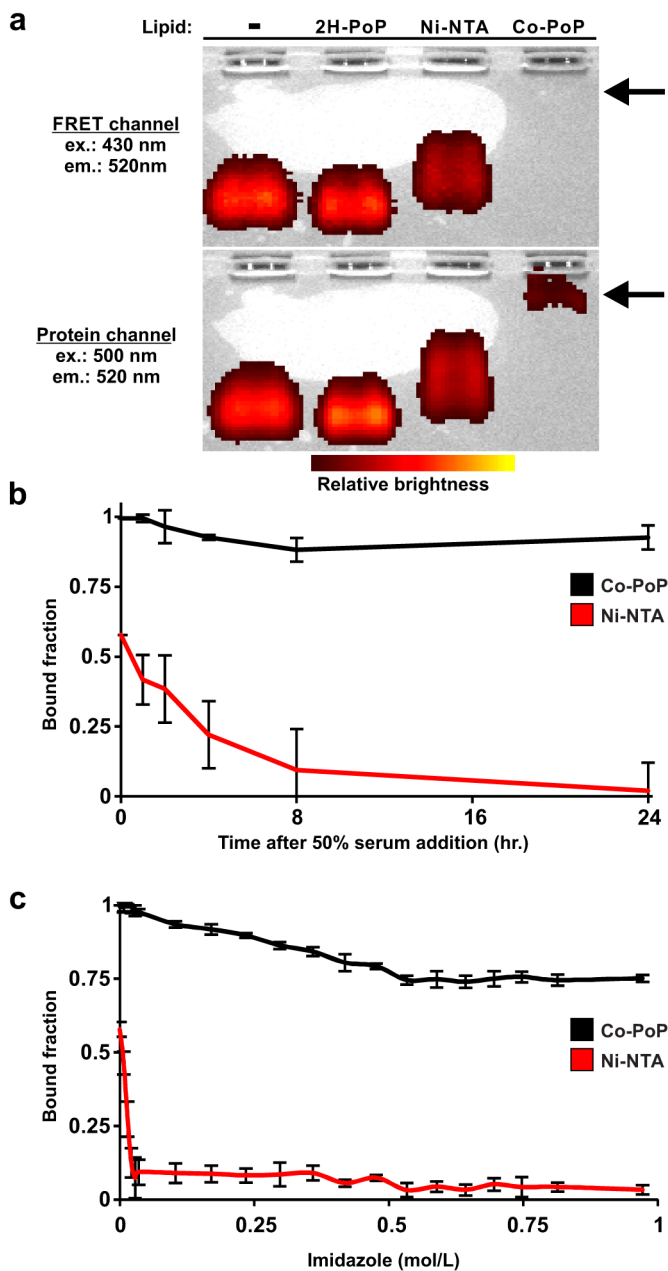 a
Lipid: - 2H-PoP Ni-NTA Co-PoP
FRET channel
ex.: 430 nm
em.: 520nm
Protein channel
ex.: 500 nm
em.: 520 nm
Relative brightness
b
1
0.75
0.5
0.25
0
Bound fraction
Co-PoP
Ni-NTA
0 8 16 24
Time after 50% serum addition (hr.)
c
1
0.75
0.5
0.25
0
Bound fraction
Co-PoP
Ni-NTA
0 0.25 0.5 0.75 1
Imidazole (mol/L)